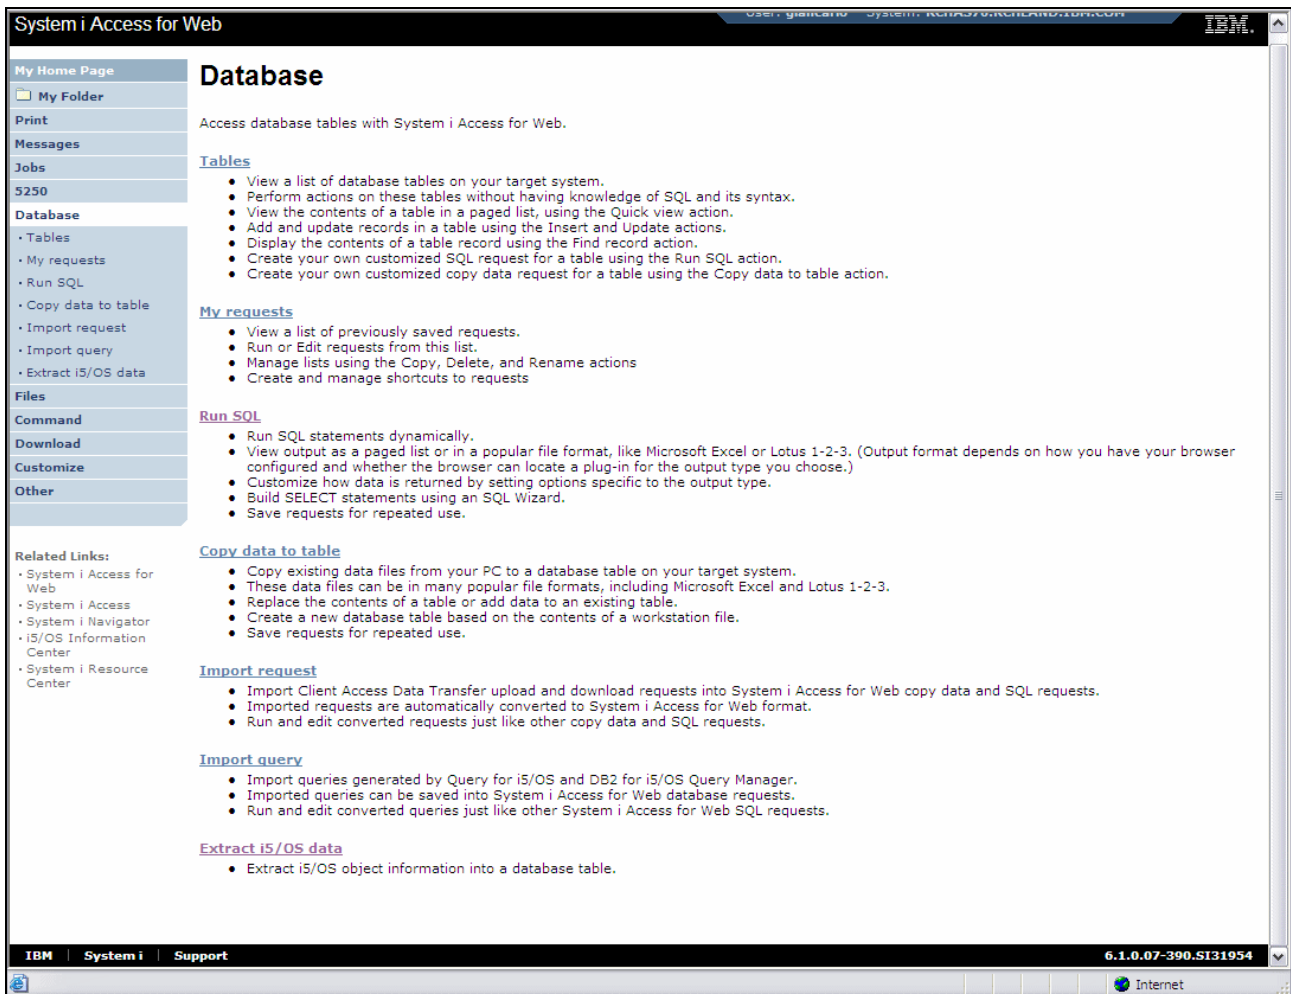 System i Access for Web
User: giancarlo System: RCHAS70.RCHLAND.IBM.COM
IBM.
My Home Page
My Folder
Print
Messages
Jobs
5250
Database
• Tables
• My requests
• Run SQL
• Copy data to table
• Import request
• Import query
• Extract i5/OS data
Files
Command
Download
Customize
Other
Related Links:
• System i Access for
Web
• System i Access
• System i Navigator
• i5/OS Information
Center
• System i Resource
Center
Database
Access database tables with System i Access for Web.
Tables
• View a list of database tables on your target system.
• Perform actions on these tables without having knowledge of SQL and its syntax.
• View the contents of a table in a paged list, using the Quick view action.
• Add and update records in a table using the Insert and Update actions.
• Display the contents of a table record using the Find record action.
• Create your own customized SQL request for a table using the Run SQL action.
• Create your own customized copy data request for a table using the Copy data to table action.
My requests
• View a list of previously saved requests.
• Run or Edit requests from this list.
• Manage lists using the Copy, Delete, and Rename actions
• Create and manage shortcuts to requests
Run SQL
• Run SQL statements dynamically.
• View output as a paged list or in a popular file format, like Microsoft Excel or Lotus 1-2-3. (Output format depends on how you have your browser
configured and whether the browser can locate a plug-in for the output type you choose.)
• Customize how data is returned by setting options specific to the output type.
• Build SELECT statements using an SQL Wizard.
• Save requests for repeated use.
Copy data to table
• Copy existing data files from your PC to a database table on your target system.
• These data files can be in many popular file formats, including Microsoft Excel and Lotus 1-2-3.
• Replace the contents of a table or add data to an existing table.
• Create a new database table based on the contents of a workstation file.
• Save requests for repeated use.
Import request
• Import Client Access Data Transfer upload and download requests into System i Access for Web copy data and SQL requests.
• Imported requests are automatically converted to System i Access for Web format.
• Run and edit converted requests just like other copy data and SQL requests.
Import query
• Import queries generated by Query for i5/OS and DB2 for i5/OS Query Manager.
• Imported queries can be saved into System i Access for Web database requests.
• Run and edit converted queries just like other System i Access for Web SQL requests.
Extract i5/OS data
• Extract i5/OS object information into a database table.
IBM | System i | Support
6.1.0.07-390.SI31954
Internet